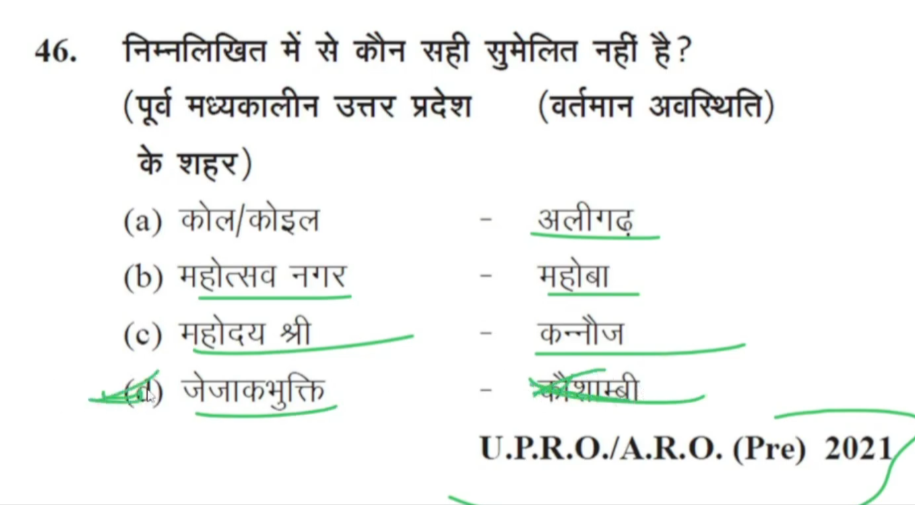 46. निम्नलिखित में से कौन सही सुमेलित नहीं है?
(पूर्व मध्यकालीन उत्तर प्रदेश (वर्तमान अवस्थिति)
के शहर)
(a) कोल/कोइल - अलीगढ़
(b) महोत्सव नगर - महोबा
(c) महोदय श्री - कन्नौज
(d) जेजाकभुक्ति - कौशाम्बी
U.P.R.O./A.R.O. (Pre) 2021